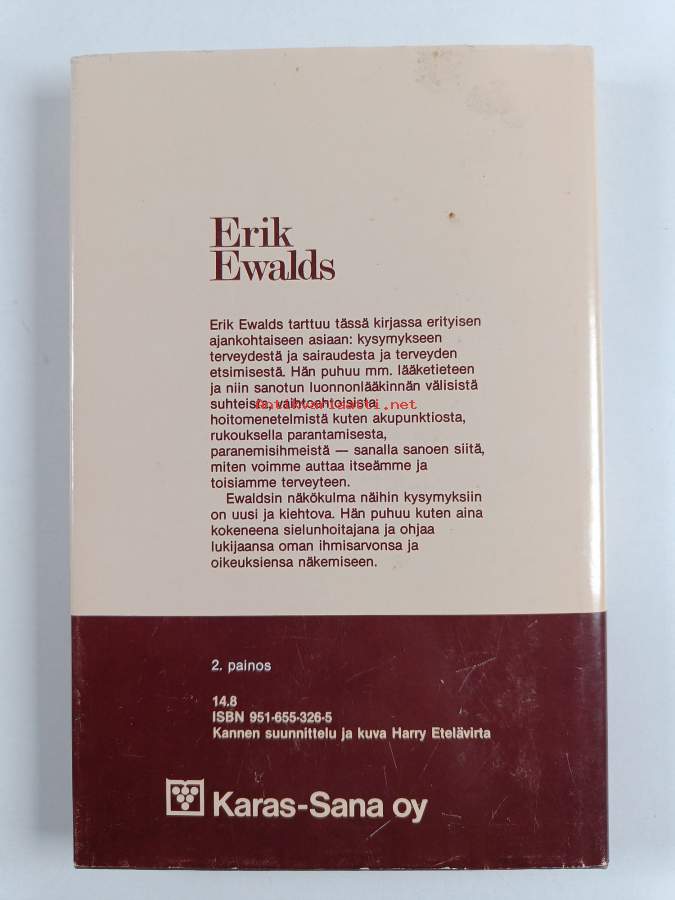 Erik
Ewalds
Erik Ewalds tarttuu tässä kirjassa erityisen
ajankohtaiseen asiaan: kysymykseen
terveydestä ja sairaudesta ja terveyden
etsimisestä. Hän puhuu mm. lääketieteen
ja niin sanotun luonnonlääkinnän välisistä
suhteista, vaihtoehtoisista
antikvariaatti.net
hoitomenetelmistä kuten akupunktiosta,
rukouksella parantamisesta,
paranemisihmeistä — sanalla sanoen siitä,
miten voimme auttaa itseämme ja
toisiamme terveyteen.
Ewaldsin näkökulma näihin kysymyksiin
on uusi ja kiehtova. Hän puhuu kuten aina
kokeneena sielunhoitajana ja ohjaa
lukijaansa oman ihmisarvonsa ja
oikeuksiensa näkemiseen.
2. painos
14.8
ISBN 951-655-326-5
Kannen suunnittelu ja kuva Harry Etelävirta
Karas-Sana oy